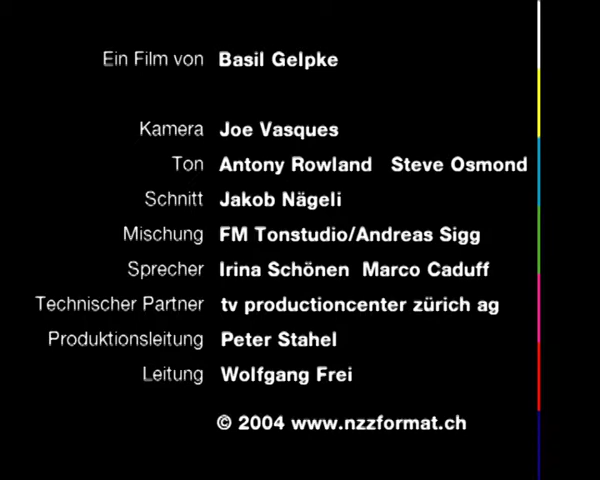 Ein Film von Basil Gelpke
Kamera Joe Vasques
Ton Antony Rowland Steve Osmond
Schnitt Jakob Nägeli
Mischung FM Tonstudio/Andreas Sigg
Sprecher Irina Schönen Marco Caduff
Technischer Partner tv productioncenter zürich ag
Produktionsleitung Peter Stahel
Leitung Wolfgang Frei
© 2004 www.nzzformat.ch